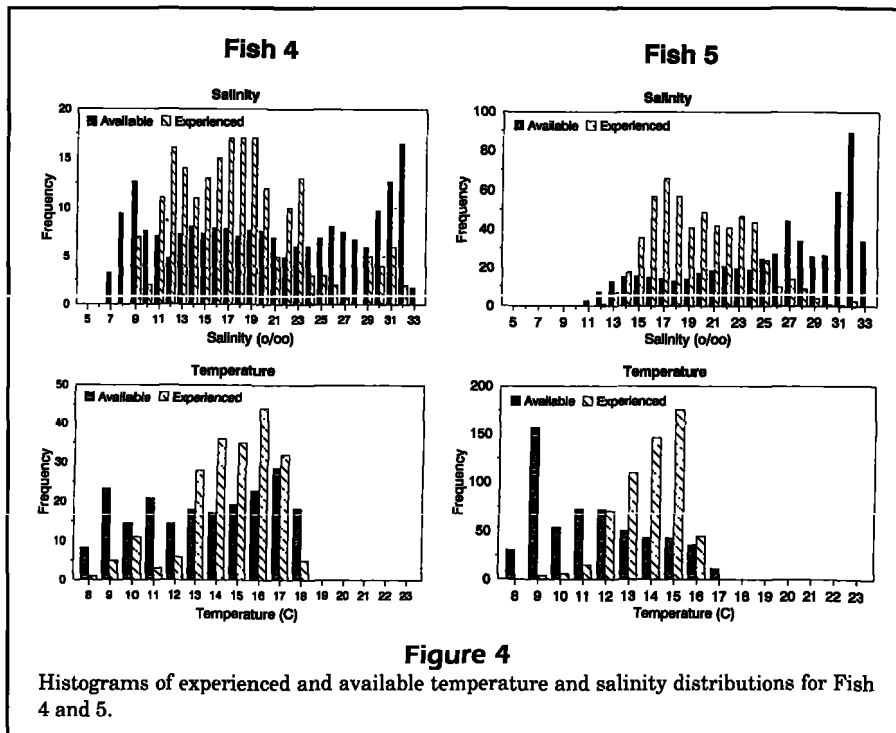 Fish 4
Fish 5
Salinity
20
15
10
5
0
Frequency
Available Experienced
5 7 9 11 13 15 17 19 21 23 25 27 29 31 33
Salinity (o/oo)
Salinity
100
80
60
40
20
0
Frequency
Available Experienced
5 7 9 11 13 15 17 19 21 23 25 27 29 31 33
Salinity (o/oo)
Temperature
50
40
30
20
10
0
Frequency
Available Experienced
8 9 10 11 12 13 14 15 16 17 18 19 20 21 22 23
Temperature (C)
Temperature
200
150
100
50
0
Frequency
Available Experienced
8 9 10 11 12 13 14 15 16 17 18 19 20 21 22 23
Temperature (C)
Figure 4
Histograms of experienced and available temperature and salinity distributions for Fish
4 and 5.